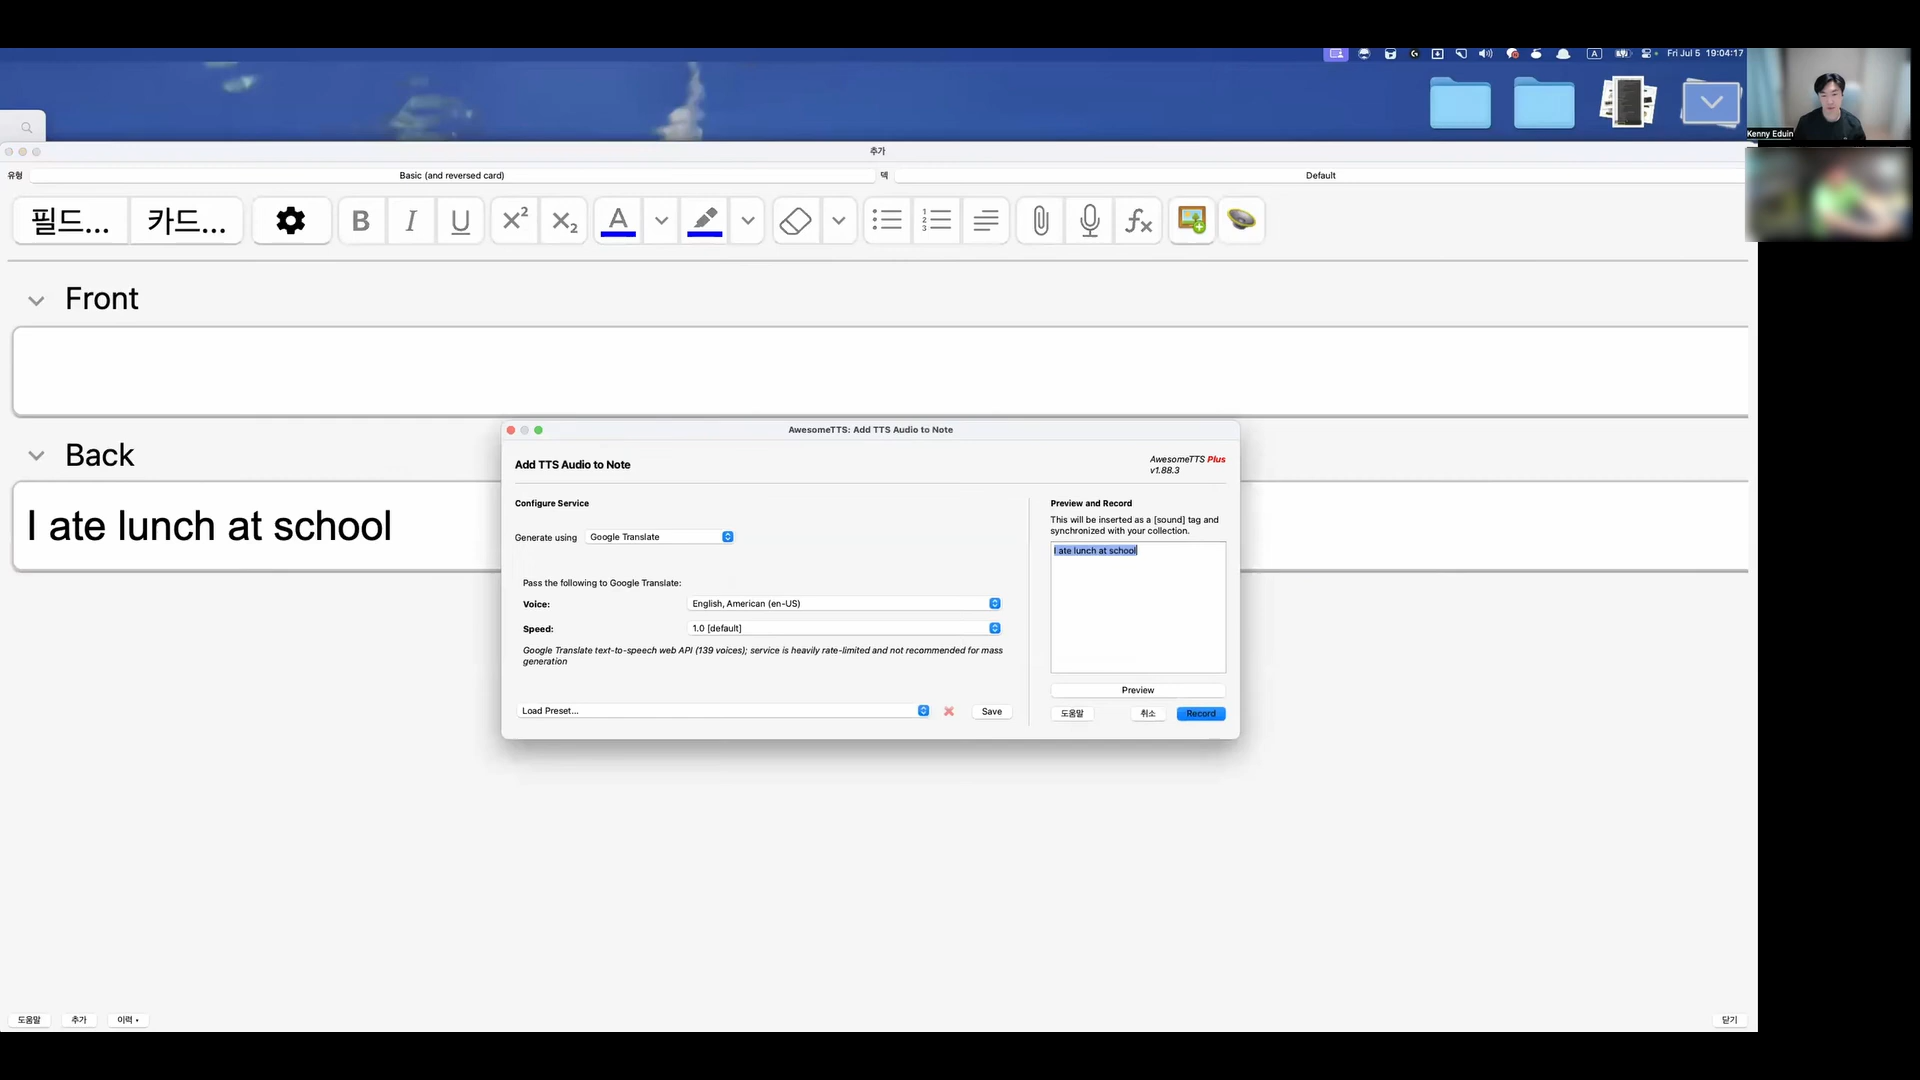 A
Fri Jul 5 19:04:17
Kenny Eduin
추가
유형
Basic (and reversed card)
덱
Default
필드...
카드...
B I U x² x₂ A fx
Front
Back
I ate lunch at school
AwesomeTTS: Add TTS Audio to Note
Add TTS Audio to Note
AwesomeTTS Plus
v1.88.3
Configure Service
Generate using
Google Translate
Pass the following to Google Translate:
Voice:
English, American (en-US)
Speed:
1.0 [default]
Google Translate text-to-speech web API (139 voices); service is heavily rate-limited and not recommended for mass
generation
Load Preset...
Save
Preview and Record
This will be inserted as a [sound] tag and
synchronized with your collection.
I ate lunch at school
Preview
도움말
취소
Record
도움말
추가
이력
닫기